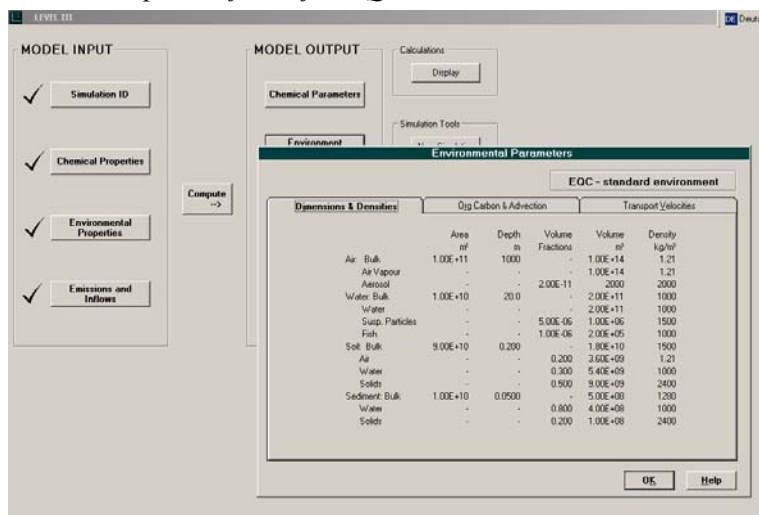 LEVEL III
DE Deut
MODEL INPUT
Simulation ID
Chemical Properties
Environmental
Properties
Emissions and
Inflows
Compute
-->
MODEL OUTPUT
Chemical Parameters
Environment
Calculations
Display
Simulation Tools
Environmental Parameters
EQC - standard environment
Dimensions & Densities Org Carbon & Advection Transport Velocities
Area Depth Volume Volume Density
m² m Fractions m³ kg/m³
Air: Bulk 1.00E+11 1000 - 1.00E+14 1.21
Air Vapour - - - 1.00E+14 1.21
Aerosol - - 2.00E-11 2000 2000
Water: Bulk 1.00E+10 20.0 - 2.00E+11 1000
Water - - - 2.00E+11 1000
Susp. Particles - - 5.00E-06 1.00E+06 1500
Fish - - 1.00E-06 2.00E+05 1000
Soil: Bulk 9.00E+10 0.200 - 1.80E+10 1500
Air - - 0.200 3.60E+09 1.21
Water - - 0.300 5.40E+09 1000
Solids - - 0.500 9.00E+09 2400
Sediment: Bulk 1.00E+10 0.0500 - 5.00E+08 1280
Water - - 0.800 4.00E+08 1000
Solids - - 0.200 1.00E+08 2400
OK Help